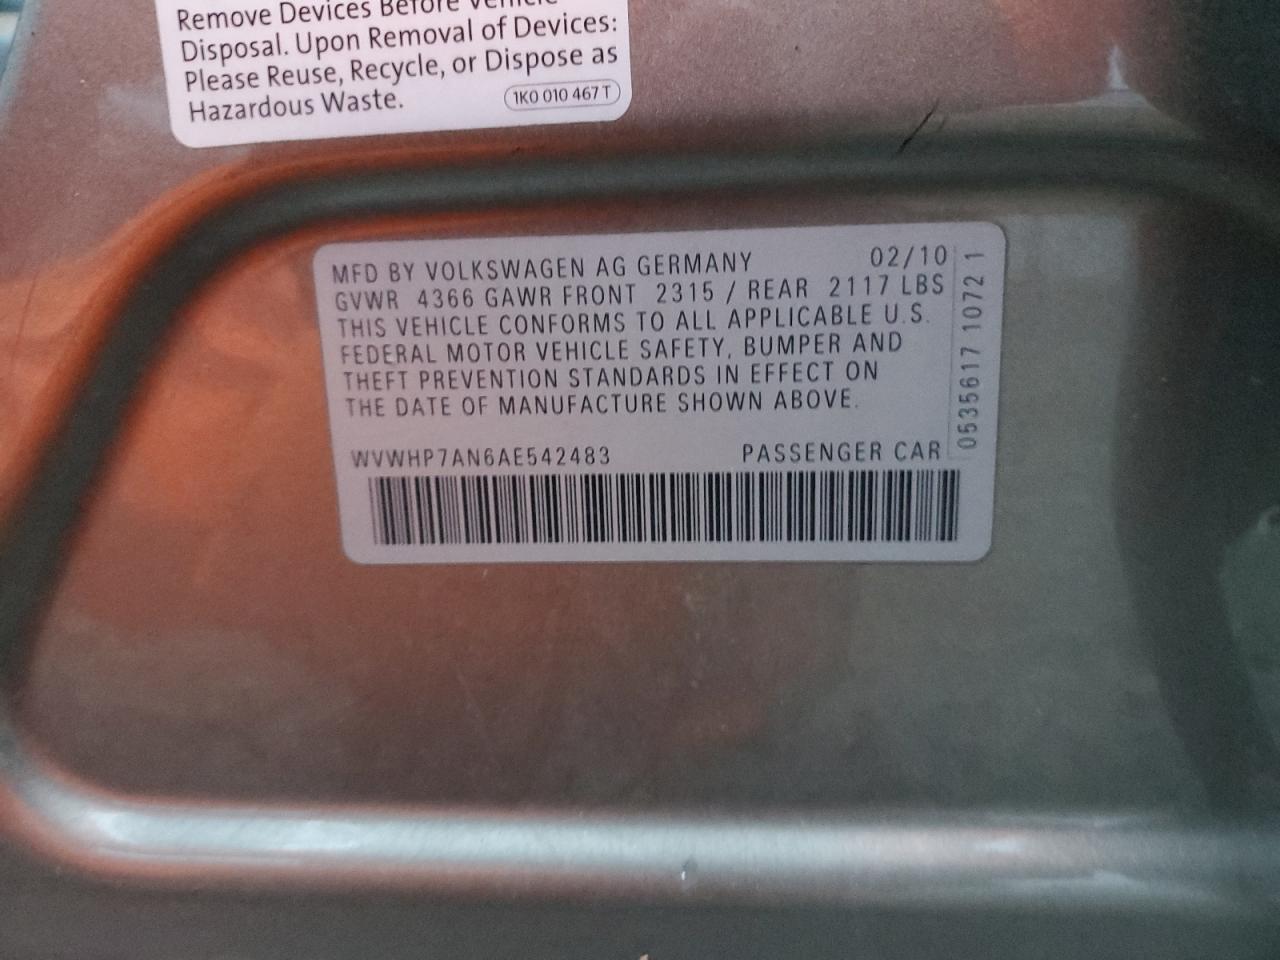 Remove Devices Before Vehicle
Disposal. Upon Removal of Devices:
Please Reuse, Recycle, or Dispose as
Hazardous Waste.
1K0 010 467 T
MFD BY VOLKSWAGEN AG GERMANY 02/10
GVWR 4366 GAWR FRONT 2315 / REAR 2117 LBS
THIS VEHICLE CONFORMS TO ALL APPLICABLE U.S.
FEDERAL MOTOR VEHICLE SAFETY, BUMPER AND
THEFT PREVENTION STANDARDS IN EFFECT ON
THE DATE OF MANUFACTURE SHOWN ABOVE.
WVWHP7AN6AE542483 PASSENGER CAR
0535617 1072 1